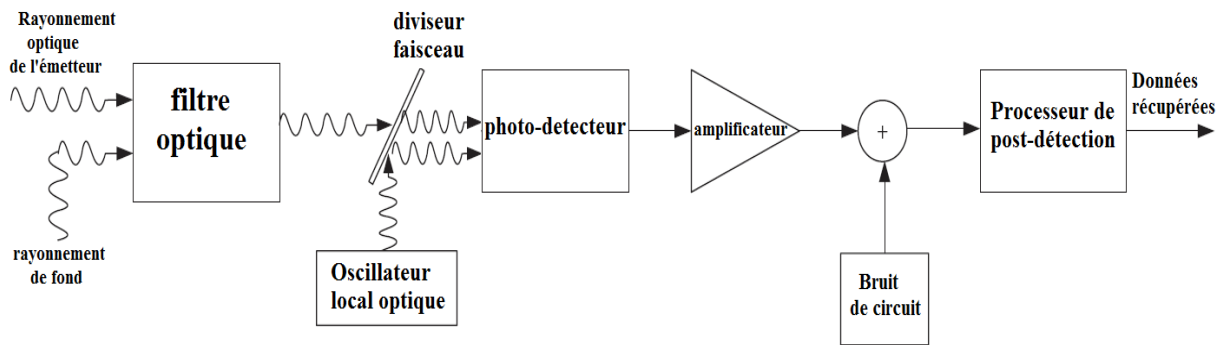 Rayonnement
optique
de l'émetteur
rayonnement
de fond
filtre
optique
diviseur
faisceau
Oscillateur
local optique
photo-detecteur
amplificateur
+
Bruit
de circuit
Processeur de
post-détection
Données
récupérées